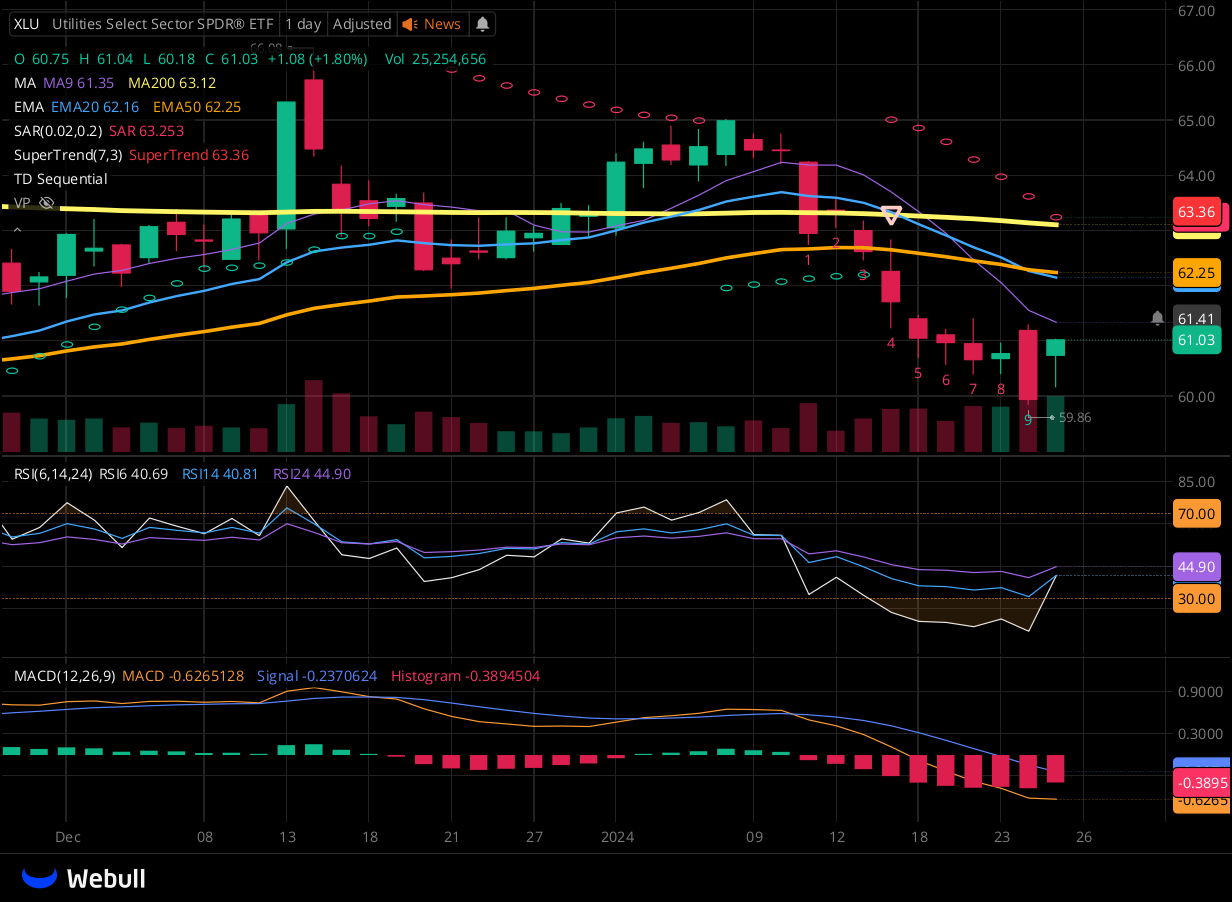 XLU Utilities Select Sector SPDR® ETF 1 day Adjusted News
66.08
O 60.75 H 61.04 L 60.18 C 61.03 +1.08 (+1.80%) Vol 25,254,656
MA MA9 61.35 MA200 63.12
EMA EMA20 62.16 EMA50 62.25
SAR(0.02,0.2) SAR 63.253
SuperTrend(7,3) SuperTrend 63.36
TD Sequential
VP
67.00
66.00
65.00
64.00
63.36
62.25
61.41
61.03
60.00
1
2
3
4
5
6
7
8
9
59.86
RSI(6,14,24) RSI6 40.69 RSI14 40.81 RSI24 44.90
85.00
70.00
44.90
30.00
MACD(12,26,9) MACD -0.6265128 Signal -0.2370624 Histogram -0.3894504
0.9000
0.3000
-0.3895
-0.6265
Dec 08 13 18 21 27 2024 09 12 18 23 26
Webull